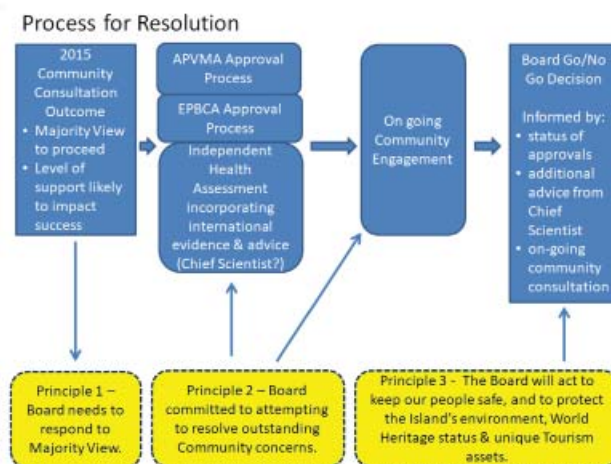 Process for Resolution
2015
Community
Consultation
Outcome
• Majority View
to proceed
• Level of
support likely
to impact
success
APVMA Approval
Process
EPBCA Approval
Process
Independent
Health
Assessment
incorporating
international
evidence & advice
(Chief Scientist?)
On going
Community
Engagement
Board Go/No
Go Decision
Informed by:
• status of
approvals
• additional
advice from
Chief
Scientist
• on-going
community
consultation
Principle 1 –
Board needs to
respond to
Majority View.
Principle 2 – Board
committed to attempting
to resolve outstanding
Community concerns.
Principle 3 - The Board will act to
keep our people safe, and to protect
the Island's environment, World
Heritage status & unique Tourism
assets.